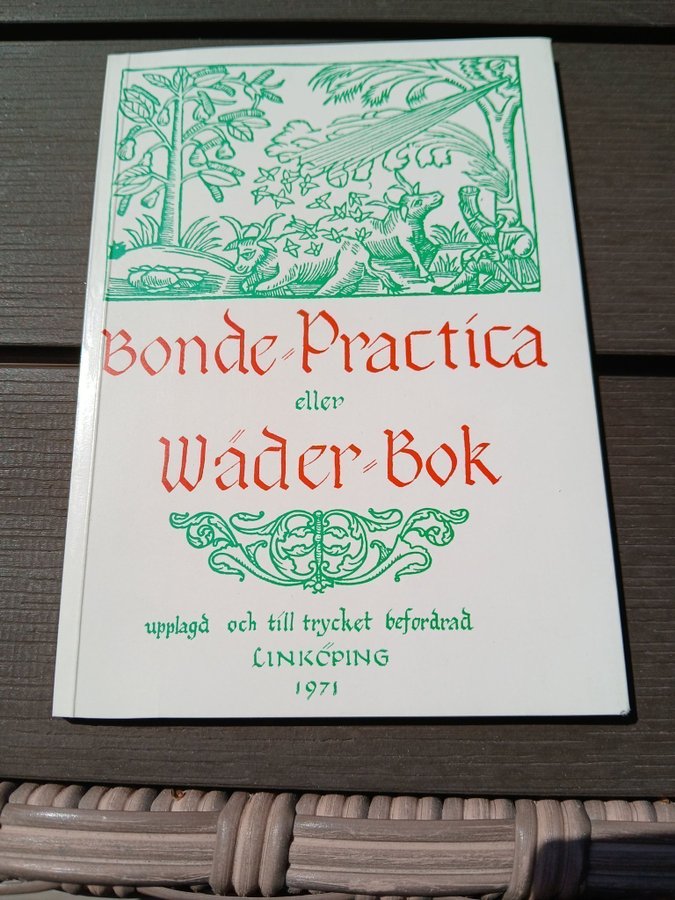 Bonde=Practica
eller
Wäder=Bok
upplagd och till trycket befordrad
LINKÖPING
1971